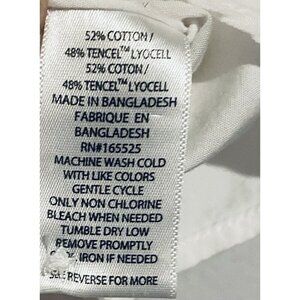 52% COTTON /
48% TENCEL™ LYOCELL
52% COTON /
48% TENCEL™ LYOCELL
MADE IN BANGLADESH
FABRIQUE EN
BANGLADESH
RN#165525
MACHINE WASH COLD
WITH LIKE COLORS
GENTLE CYCLE
ONLY NON CHLORINE
BLEACH WHEN NEEDED
TUMBLE DRY LOW
REMOVE PROMPTLY
IRON IF NEEDED
REVERSE FOR MORE